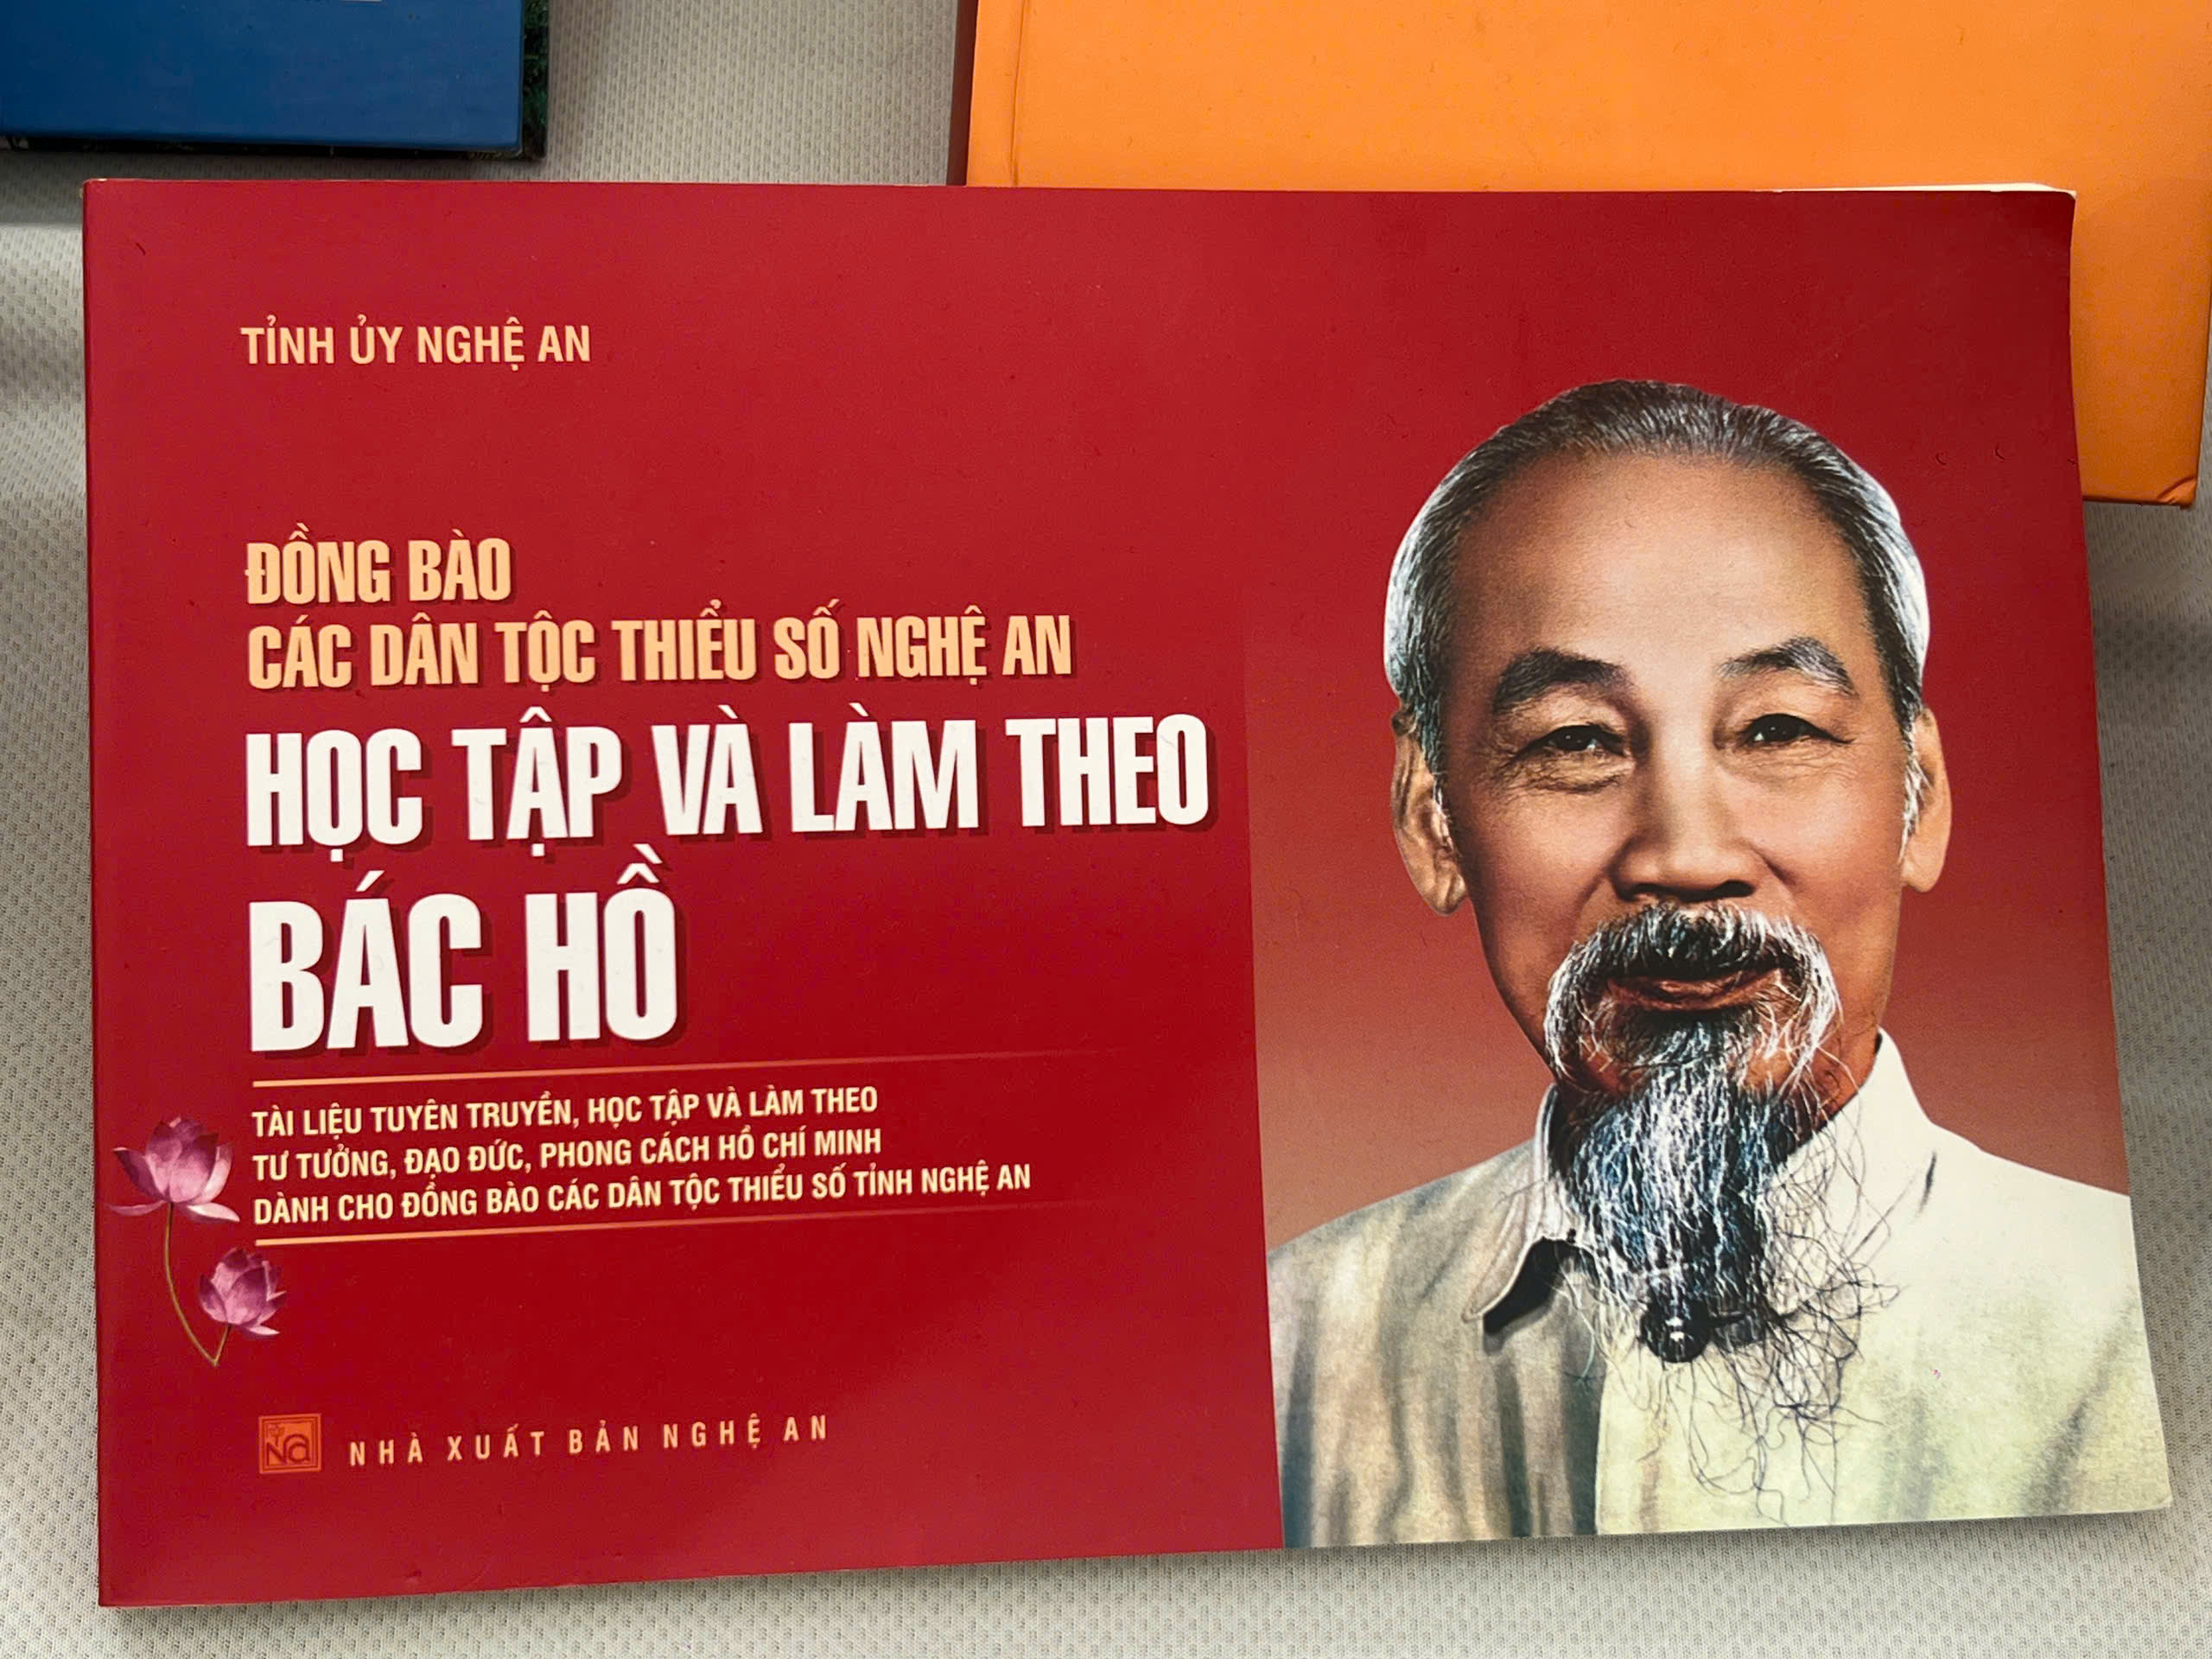 TỈNH ỦY NGHỆ AN
ĐỒNG BÀO
CÁC DÂN TỘC THIỂU SỐ NGHỆ AN
HỌC TẬP VÀ LÀM THEO
BÁC HỒ
TÀI LIỆU TUYÊN TRUYỀN, HỌC TẬP VÀ LÀM THEO
TƯ TƯỞNG, ĐẠO ĐỨC, PHONG CÁCH HỒ CHÍ MINH
DÀNH CHO ĐỒNG BÀO CÁC DÂN TỘC THIỂU SỐ TỈNH NGHỆ AN
NA NHÀ XUẤT BẢN NGHỆ AN